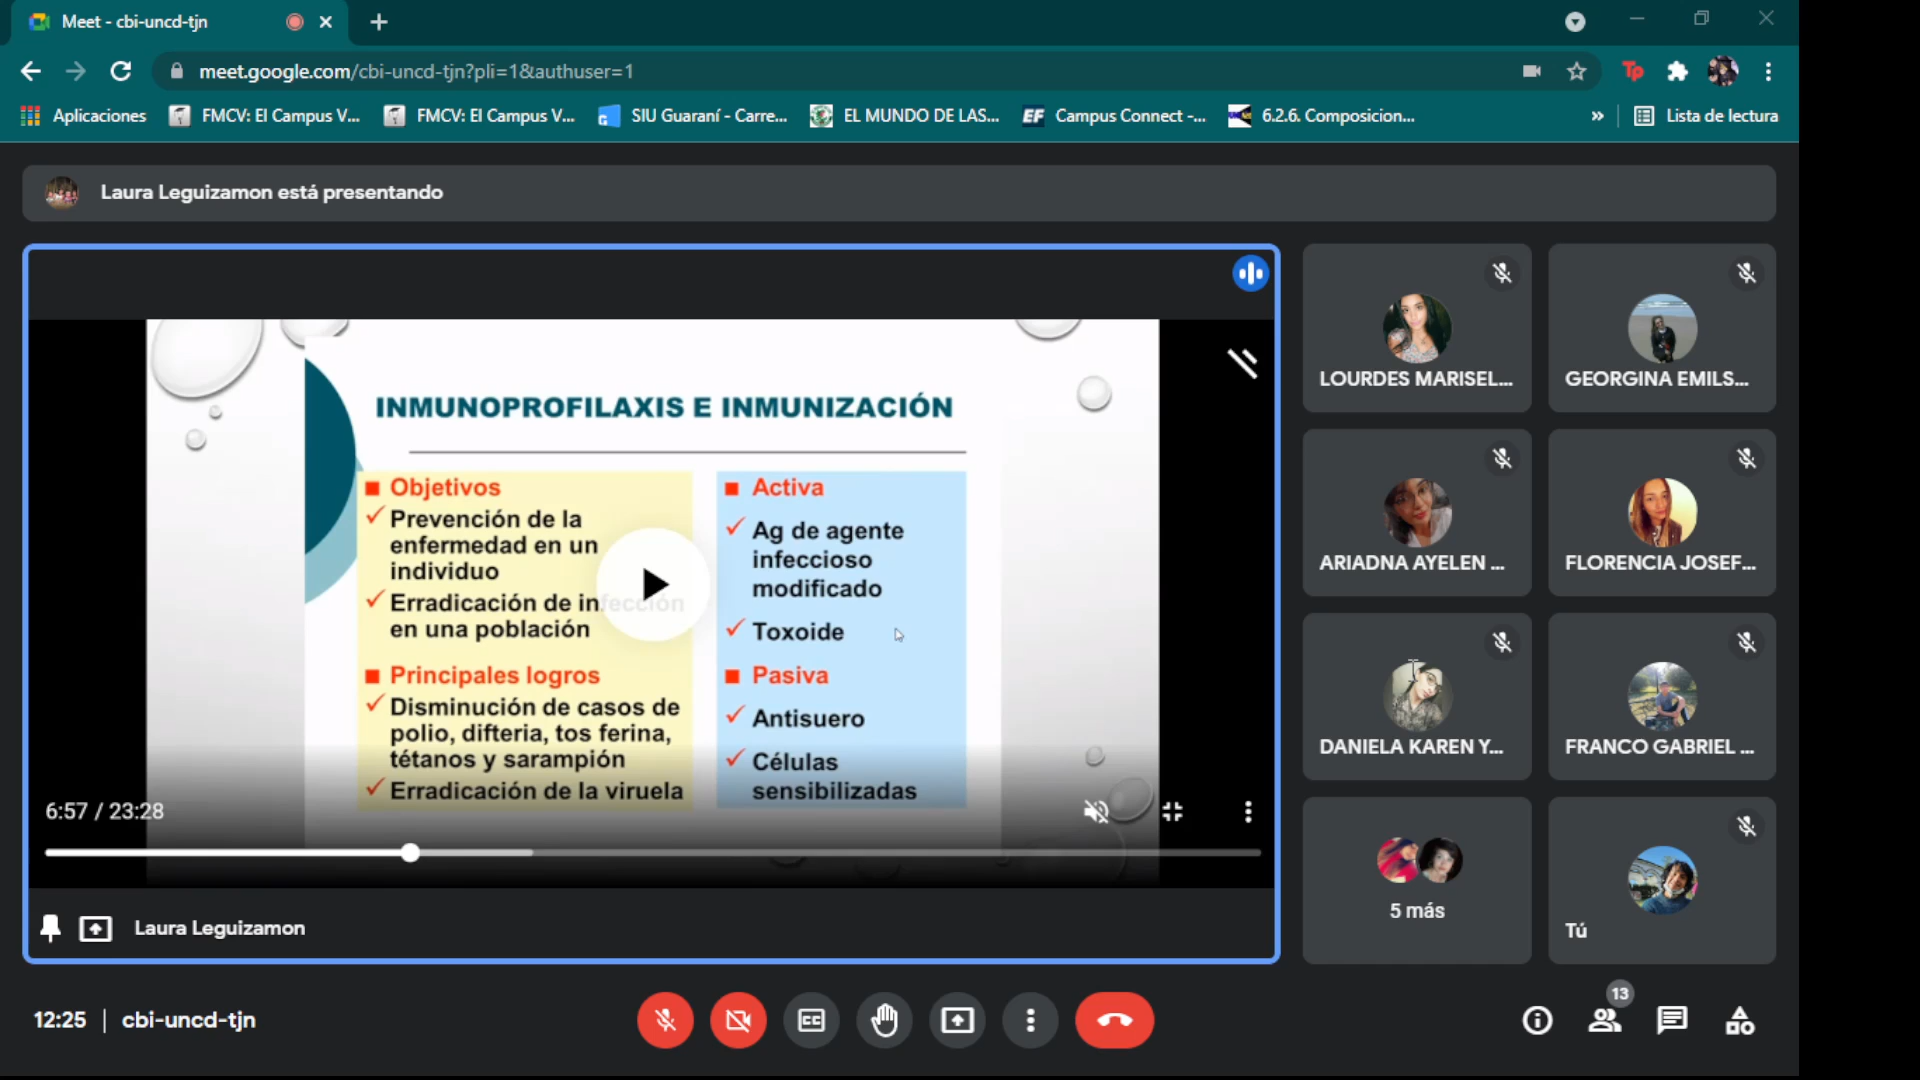 Meet - cbi-uncd-tjn
meet.google.com/cbi-uncd-tjn?pli=1&authuser=1
Tp
Aplicaciones
FMCV: El Campus V...
FMCV: El Campus V...
SIU Guaraní - Carre...
EL MUNDO DE LAS...
EF Campus Connect -...
6.2.6. Composicion...
»
Lista de lectura
Laura Leguizamon está presentando
INMUNOPROFILAXIS E INMUNIZACIÓN
Objetivos
Prevención de la
enfermedad en un
individuo
Erradicación de infección
en una población
Principales logros
Disminución de casos de
polio, difteria, tos ferina,
tétanos y sarampión
Erradicación de la viruela
Activa
Ag de agente
infeccioso
modificado
Toxoide
Pasiva
Antisuero
Células
sensibilizadas
6:57 / 23:28
Laura Leguizamon
LOURDES MARISEL...
GEORGINA EMILS...
ARIADNA AYELEN ...
FLORENCIA JOSEF...
DANIELA KAREN Y...
FRANCO GABRIEL ...
5 más
Tú
12:25 | cbi-uncd-tjn
CC
13